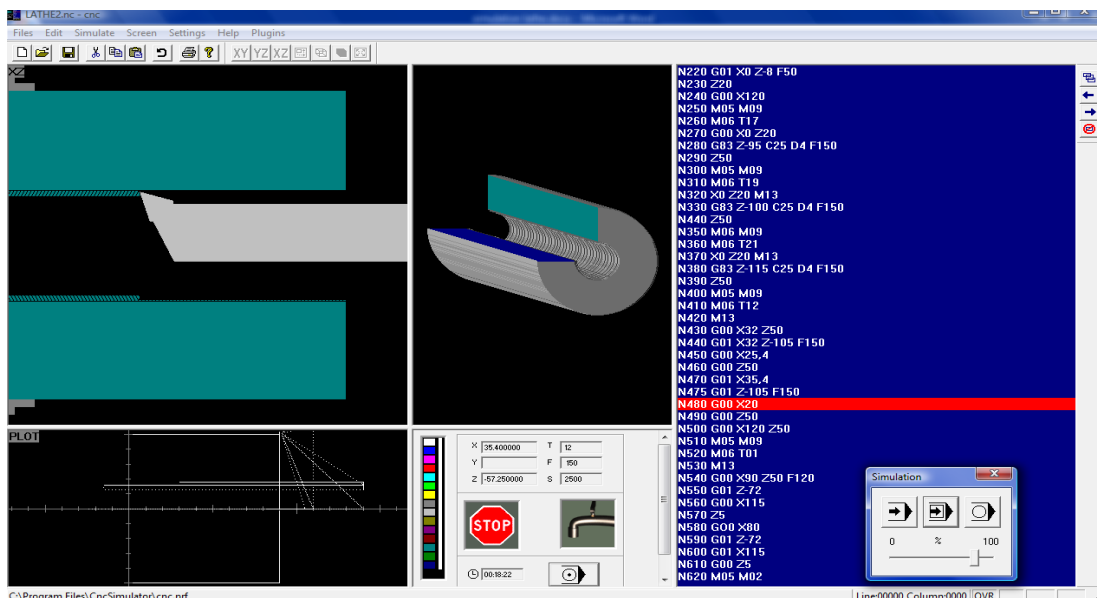 LATHE2.nc - cnc
Files Edit Simulate Screen Settings Help Plugins
XY YZ XZ
XZ
N220 G01 X0 Z-8 F50
N230 Z20
N240 G00 X120
N250 M05 M09
N260 M06 T17
N270 G00 X0 Z20
N280 G83 Z-95 C25 D4 F150
N290 Z50
N300 M05 M09
N310 M06 T19
N320 X0 Z20 M13
N330 G83 Z-100 C25 D4 F150
N440 Z50
N350 M06 M09
N360 M06 T21
N370 X0 Z20 M13
N380 G83 Z-115 C25 D4 F150
N390 Z50
N400 M05 M09
N410 M06 T12
N420 M13
N430 G00 X32 Z50
N440 G01 X32 Z-105 F150
N450 G00 X25,4
N460 G00 Z50
N470 G01 X35,4
N475 G01 Z-105 F150
N480 G00 X20
N490 G00 Z50
N500 G00 X120 Z50
N510 M05 M09
N520 M06 T01
N530 M13
N540 G00 X90 Z50 F120
N550 G01 Z-72
N560 G00 X115
N570 Z5
N580 GO0 X80
N590 G01 Z-72
N600 G01 X115
N610 G00 Z5
N620 M05 M02
PLOT
X 35.400000 T 12
Y F 150
Z -57.250000 S 2500
STOP
00:18:22
Simulation
0 % 100
C:\Program Files\CncSimulator\cnc.prf
Line:00000 Column:0000 OVR